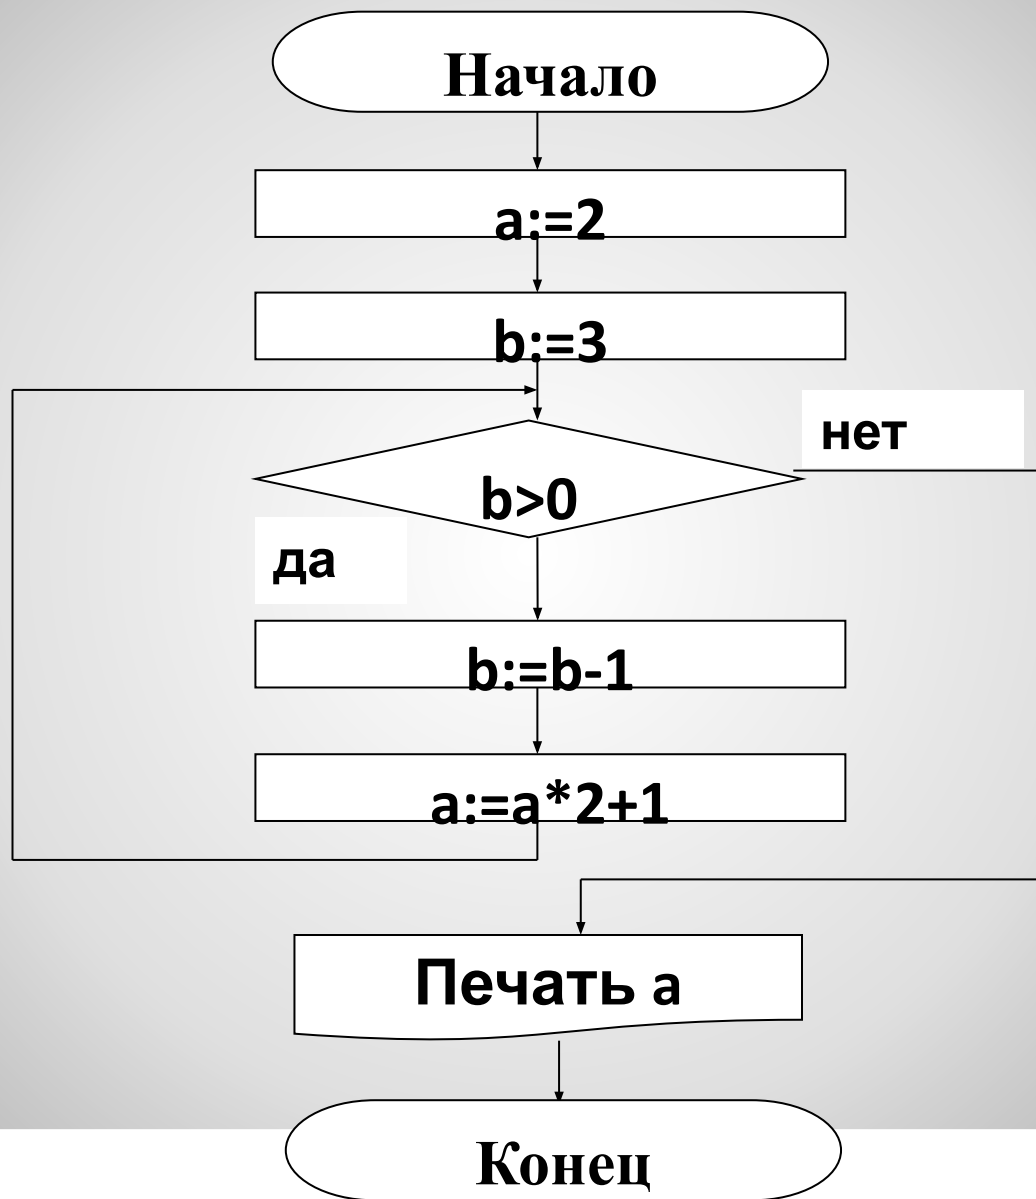 Начало
a:=2
b:=3
нет
b>0
да
b:=b-1
a:=a*2+1
Печать a
Конец